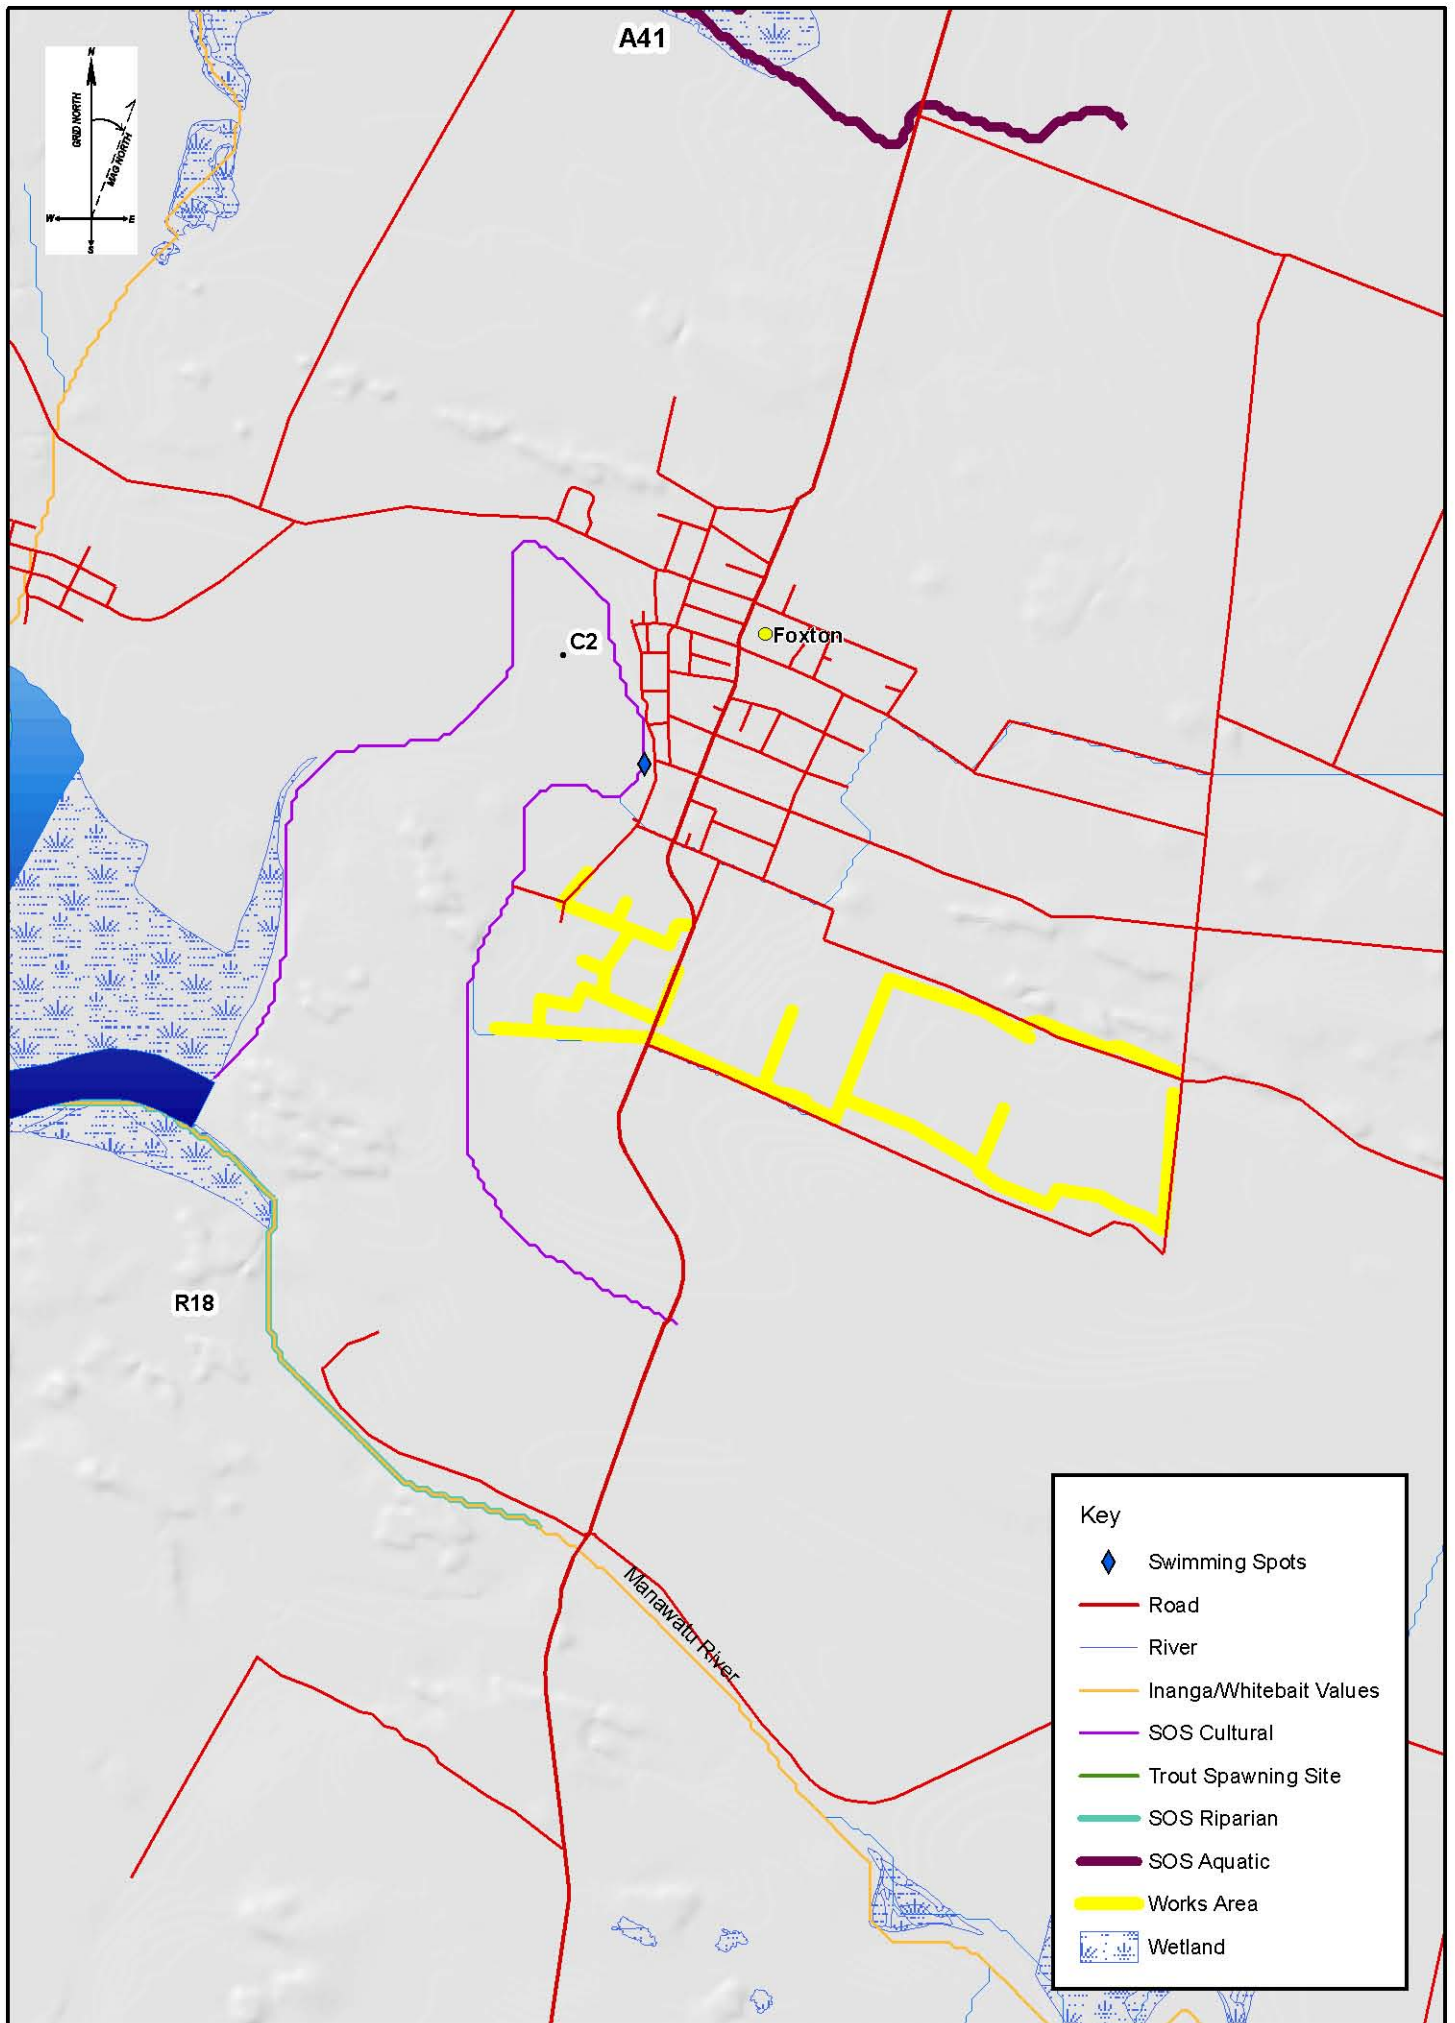 A41
N
GRID NORTH
MAG NORTH
W
E
S
C2
Foxton
R18
Manawatu River
Key
Swimming Spots
Road
River
Inanga/Whitebait Values
SOS Cultural
Trout Spawning Site
SOS Riparian
SOS Aquatic
Works Area
Wetland